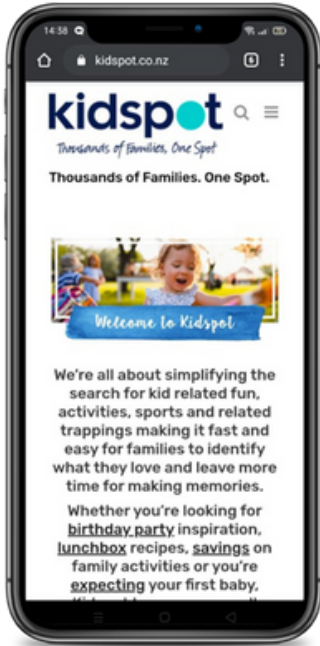 14:38
kidspot.co.nz
6
kidspot
Thousands of Families, One Spot
Thousands of Families. One Spot.
Welcome to Kidspot
We're all about simplifying the
search for kid related fun,
activities, sports and related
trappings making it fast and
easy for families to identify
what they love and leave more
time for making memories.
Whether you're looking for
birthday party inspiration,
lunchbox recipes, savings on
family activities or you're
expecting your first baby,